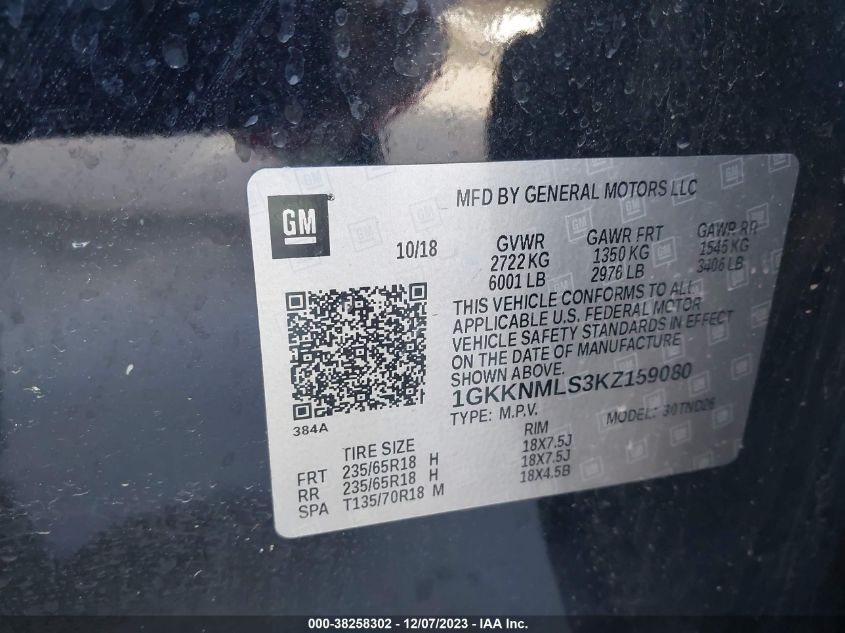 GM
MFD BY GENERAL MOTORS LLC
10/18
GVWR GAWR FRT GAWR RR
2722 KG 1350 KG 1545 KG
6001 LB 2976 LB 3406 LB
THIS VEHICLE CONFORMS TO ALL
APPLICABLE U.S. FEDERAL MOTOR
VEHICLE SAFETY STANDARDS IN EFFECT
ON THE DATE OF MANUFACTURE
SHOWN ABOVE.
1GKKNMLS3KZ159080
TYPE: M.P.V. MODEL: 30TND26
384A
TIRE SIZE RIM
FRT 235/65R18 H 18X7.5J
RR 235/65R18 H 18X7.5J
SPA T135/70R18 M 18X4.5B
000-38258302 - 12/07/2023 - IAA Inc.